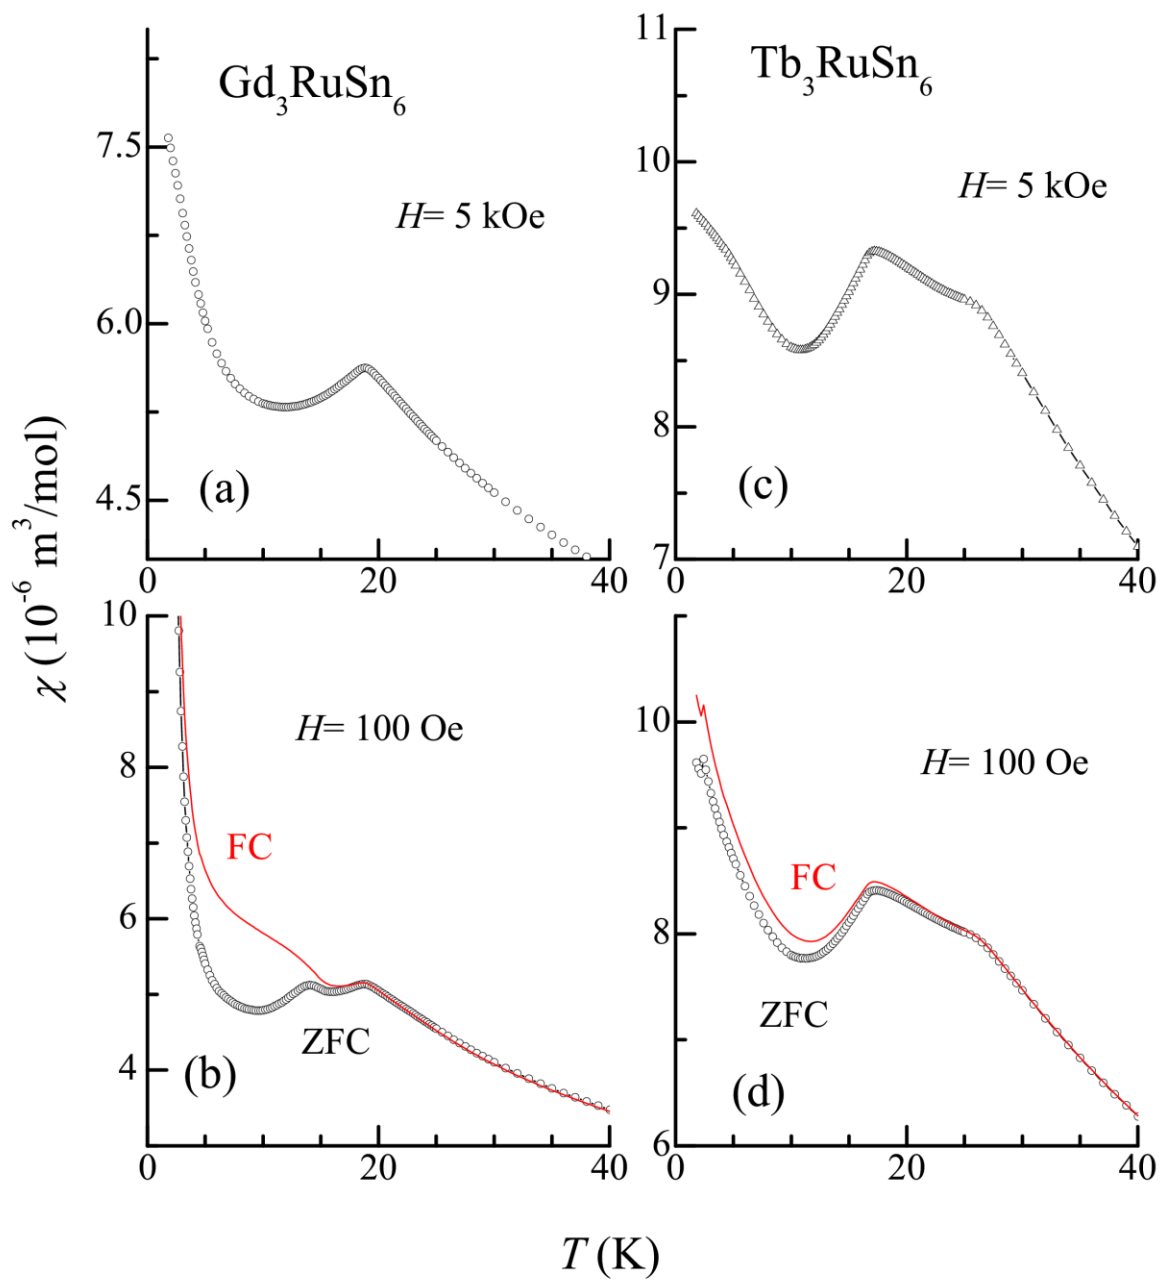 Gd₃RuSn₆
H= 5 kOe
7.5
6.0
4.5
(a)
0 20 40
Tb₃RuSn₆
H= 5 kOe
11
10
9
8
7
(c)
0 20 40
χ (10⁻⁶ m³/mol)
10
8
6
4
H= 100 Oe
FC
ZFC
(b)
0 20 40
10
8
6
H= 100 Oe
FC
ZFC
(d)
0 20 40
T (K)